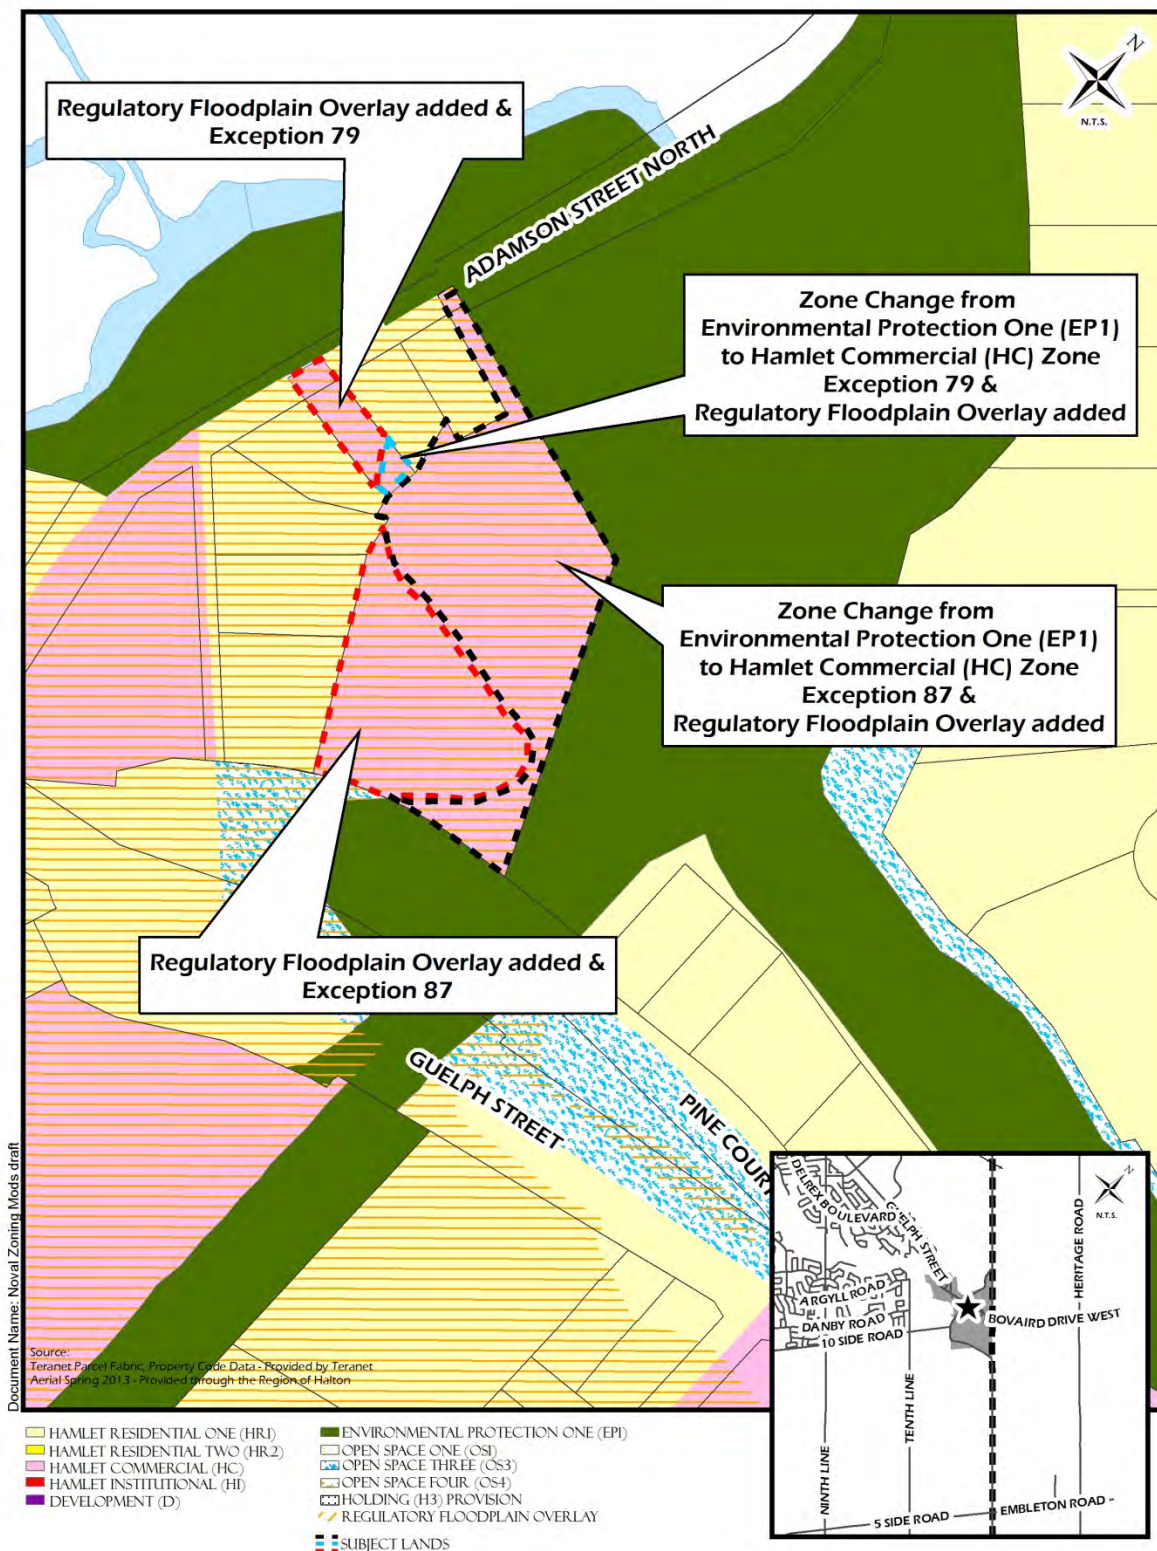 Regulatory Floodplain Overlay added &
Exception 79
N
N.T.S.
ADAMSON STREET NORTH
Zone Change from
Environmental Protection One (EP1)
to Hamlet Commercial (HC) Zone
Exception 79 &
Regulatory Floodplain Overlay added
Zone Change from
Environmental Protection One (EP1)
to Hamlet Commercial (HC) Zone
Exception 87 &
Regulatory Floodplain Overlay added
Regulatory Floodplain Overlay added &
Exception 87
GUELPH STREET
PINE COURT
Document Name: Noval Zoning Mods draft
Source:
Teranet Parcel Fabric, Property Code Data - Provided by Teranet
Aerial Spring 2013 - Provided through the Region of Halton
N
N.T.S.
DELREX BOULEVARD
GUELPH STREET
ARGYLL ROAD
DANBY ROAD
10 SIDE ROAD
BOVAIRD DRIVE WEST
HERITAGE ROAD
TENTH LINE
NINTH LINE
5 SIDE ROAD
EMBLETON ROAD
HAMLET RESIDENTIAL ONE (HR1)
HAMLET RESIDENTIAL TWO (HR2)
HAMLET COMMERCIAL (HC)
HAMLET INSTITUTIONAL (HI)
DEVELOPMENT (D)
ENVIRONMENTAL PROTECTION ONE (EP1)
OPEN SPACE ONE (OS1)
OPEN SPACE THREE (OS3)
OPEN SPACE FOUR (OS4)
HOLDING (H3) PROVISION
REGULATORY FLOODPLAIN OVERLAY
SUBJECT LANDS